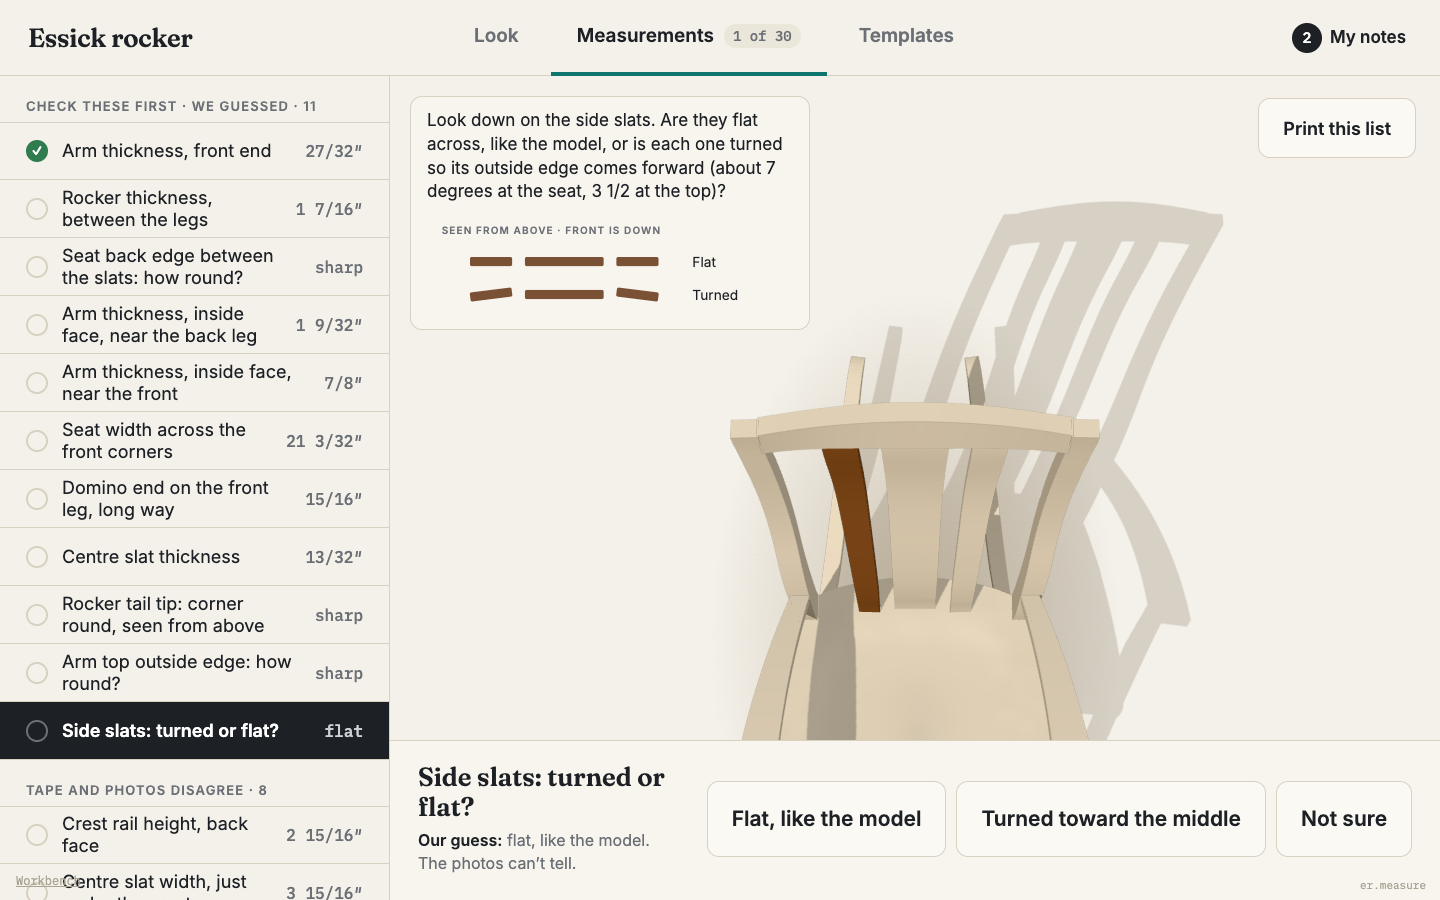 Essick rocker
Look
Measurements 1 of 30
Templates
2 My notes
CHECK THESE FIRST · WE GUESSED · 11
Arm thickness, front end 27/32″
Rocker thickness,
between the legs 1 7/16″
Seat back edge between
the slats: how round? sharp
Arm thickness, inside
face, near the back leg 1 9/32″
Arm thickness, inside face,
near the front 7/8″
Seat width across the
front corners 21 3/32″
Domino end on the front
leg, long way 15/16″
Centre slat thickness 13/32″
Rocker tail tip: corner
round, seen from above sharp
Arm top outside edge: how
round? sharp
Side slats: turned or flat? flat
TAPE AND PHOTOS DISAGREE · 8
Crest rail height, back
face 2 15/16″
Centre slat width, just
3 15/16″
Workbench
Look down on the side slats. Are they flat
across, like the model, or is each one turned
so its outside edge comes forward (about 7
degrees at the seat, 3 1/2 at the top)?
SEEN FROM ABOVE · FRONT IS DOWN
Flat
Turned
Print this list
Side slats: turned or
flat?
Our guess: flat, like the model.
The photos can’t tell.
Flat, like the model
Turned toward the middle
Not sure
er.measure